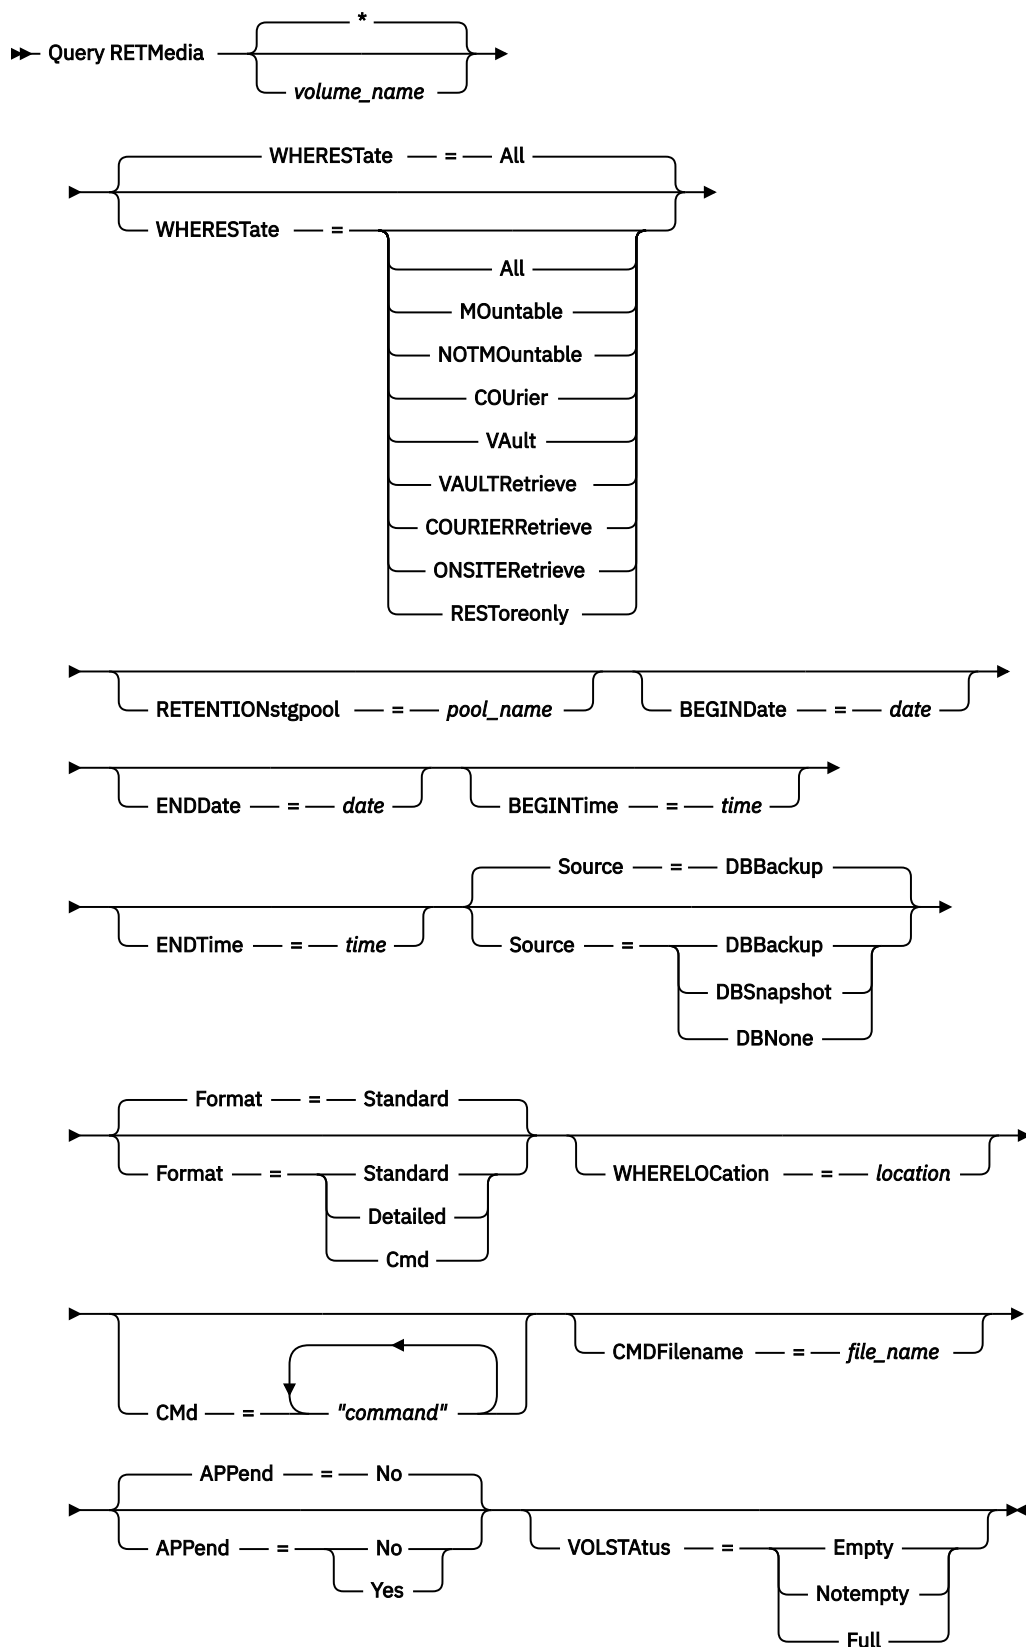 *
Query RETMedia
volume_name
WHERESTate = All
WHERESTate =
All
MOuntable
NOTMOuntable
COUrier
VAult
VAULTRetrieve
COURIERRetrieve
ONSITERetrieve
RESToreonly
RETENTIONstgpool = pool_name BEGINDate = date
ENDDate = date BEGINTime = time
Source = DBBackup
ENDTime = time Source = DBBackup
DBSnapshot
DBNone
Format = Standard
Format = Standard WHERELOCation = location
Detailed
Cmd
CMDFilename = file_name
CMd = "command"
APPend = No
APPend = No VOLSTAtus = Empty
Yes Notempty
Full